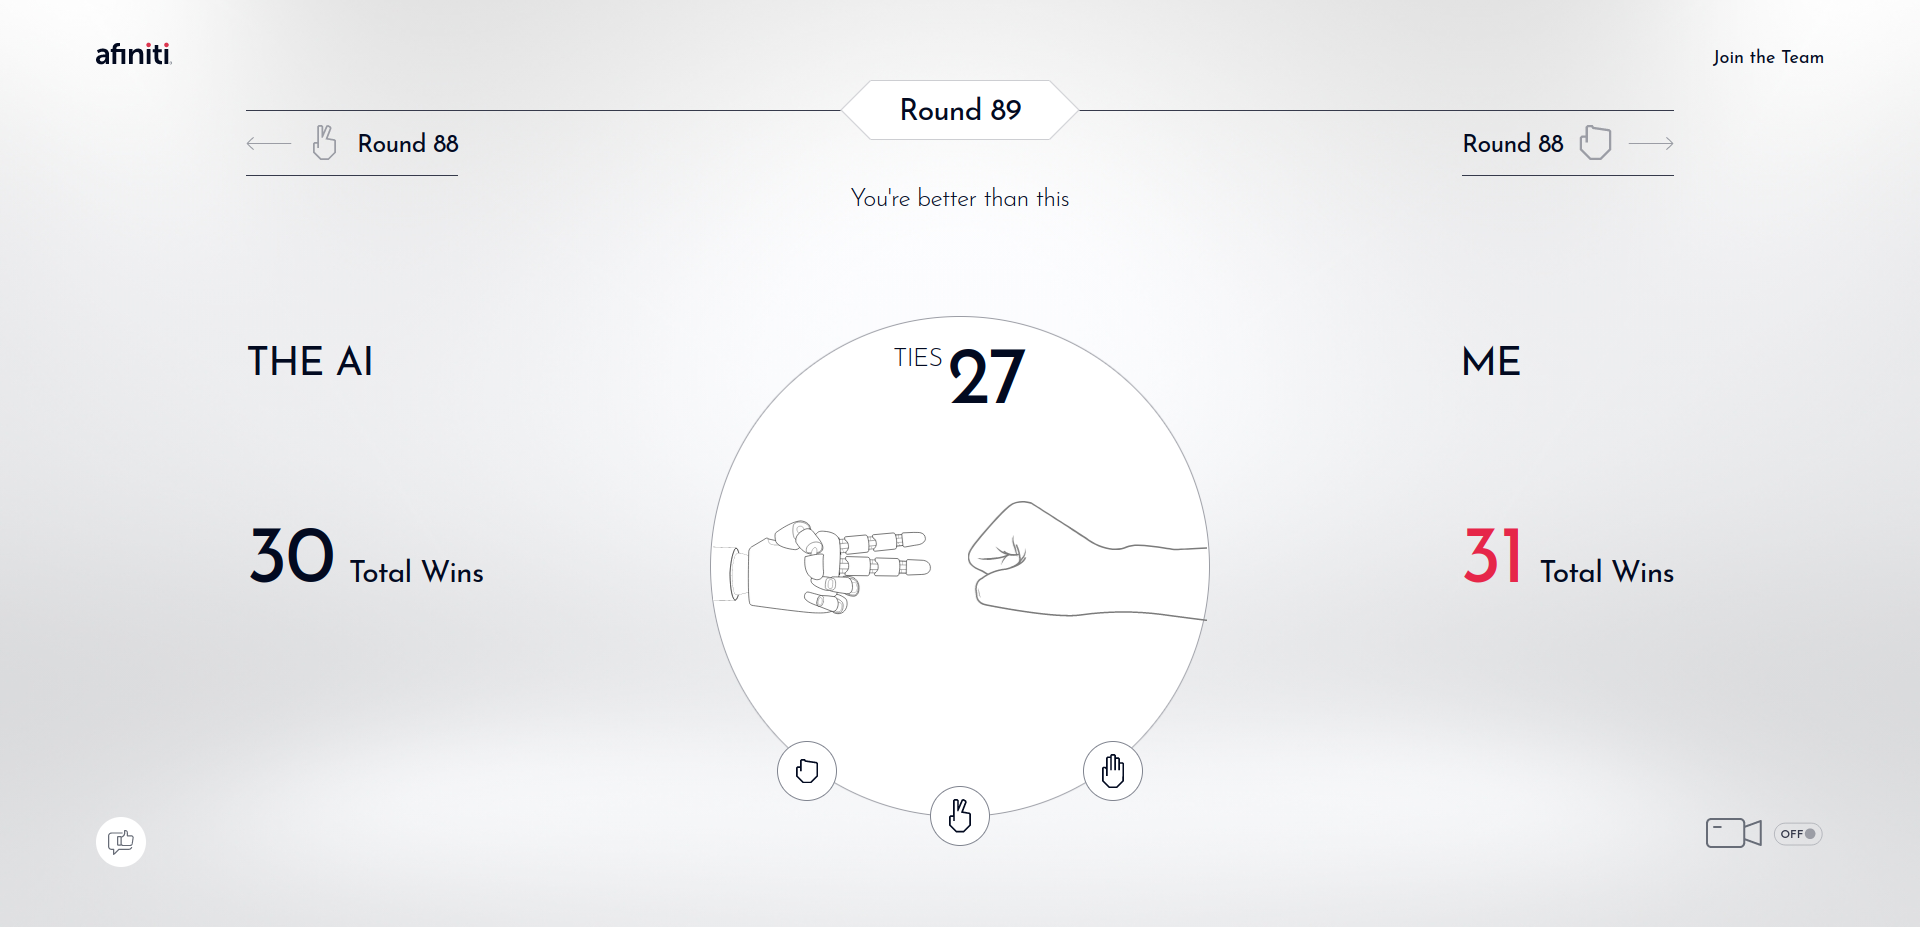 afiniti
Join the Team
Round 89
Round 88
Round 88
You're better than this
THE AI
TIES 27
ME
30 Total Wins
31 Total Wins
OFF